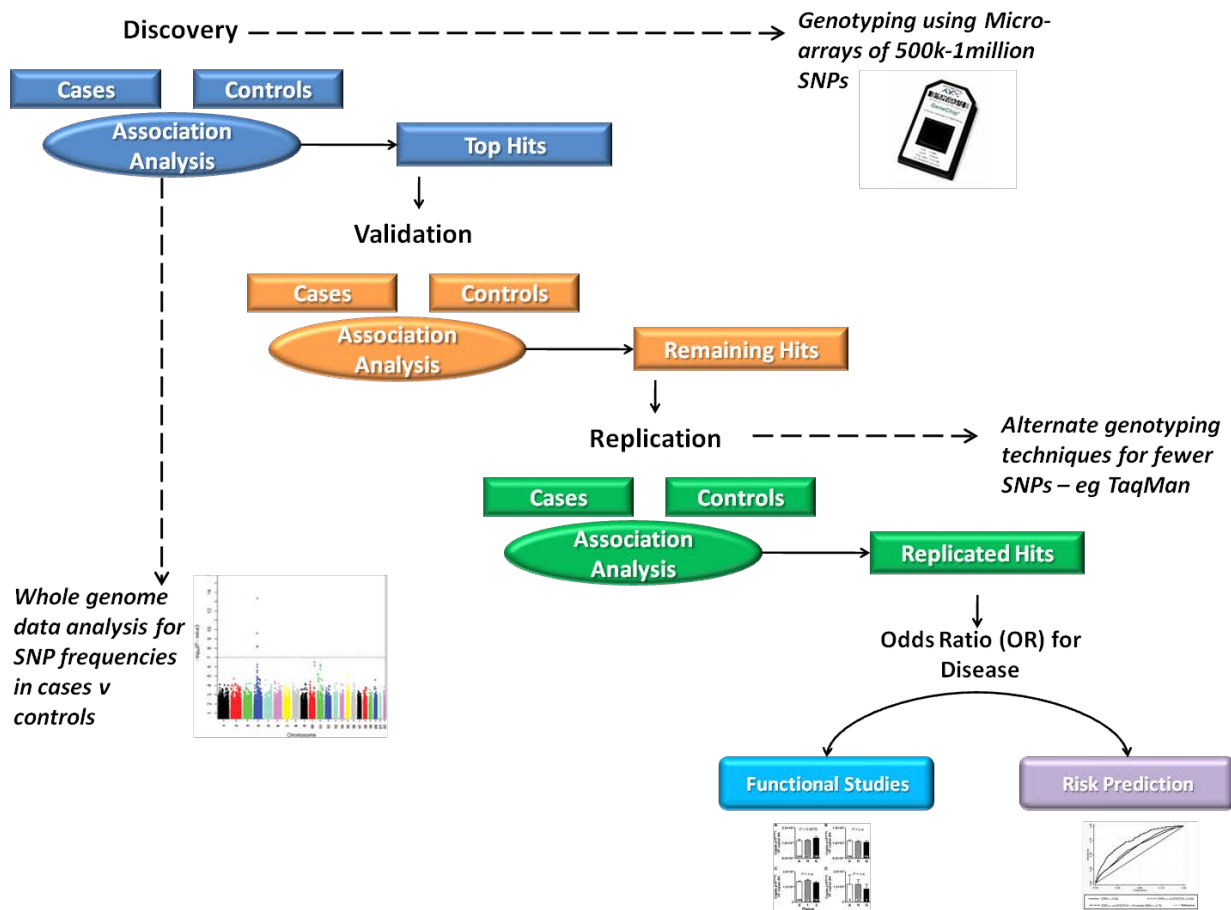 Discovery
Genotyping using Micro-
arrays of 500k-1million
SNPs
Cases
Controls
Association
Analysis
Top Hits
GeneChip
Validation
Cases
Controls
Association
Analysis
Remaining Hits
Replication
Alternate genotyping
techniques for fewer
SNPs – eg TaqMan
Cases
Controls
Association
Analysis
Replicated Hits
Whole genome
data analysis for
SNP frequencies
in cases v
controls
Chromosome
Odds Ratio (OR) for
Disease
Functional Studies
Risk Prediction